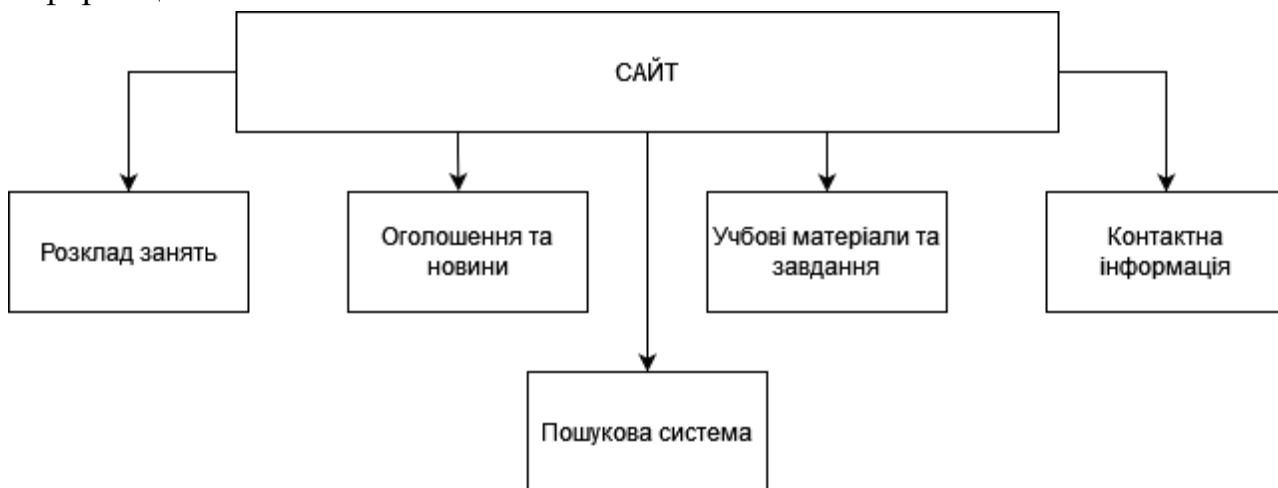 САЙТ
Розклад занять
Оголошення та
новини
Учбові матеріали та
завдання
Контактна
інформація
Пошукова система